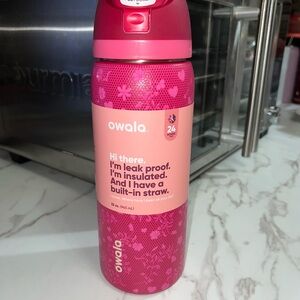 owala
24
Hi there.
I'm leak proof.
I'm insulated.
And I have a
built-in straw.
owala